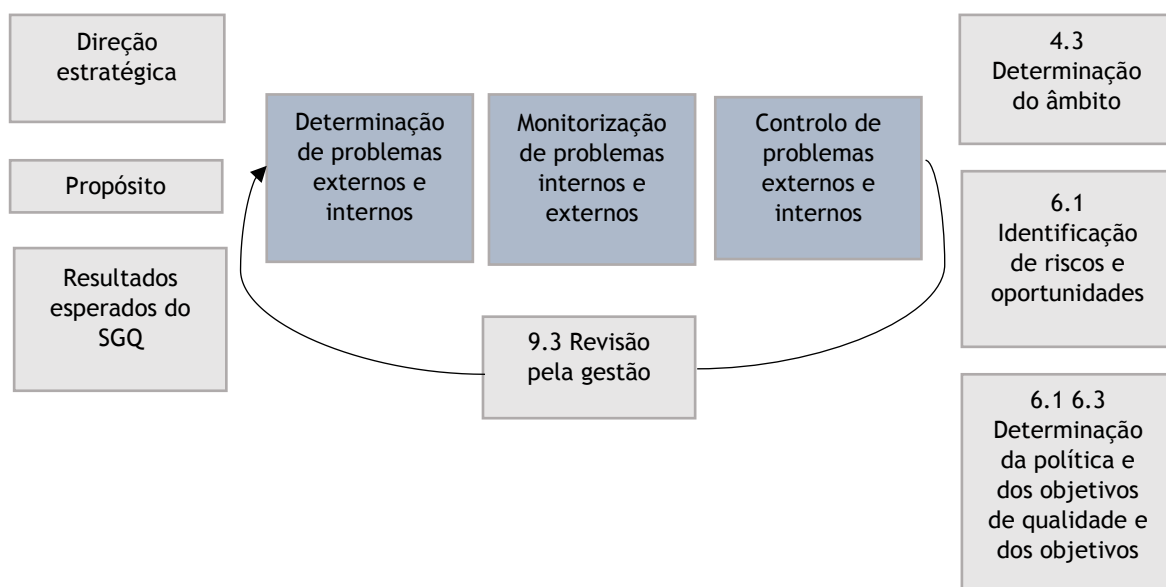 Direção
estratégica
Propósito
Resultados
esperados do
SGQ
Determinação
de problemas
externos e
internos
Monitorização
de problemas
internos e
externos
Controlo de
problemas
externos e
internos
9.3 Revisão
pela gestão
4.3
Determinação
do âmbito
6.1
Identificação
de riscos e
oportunidades
6.1 6.3
Determinação
da política e
dos objetivos
de qualidade e
dos objetivos